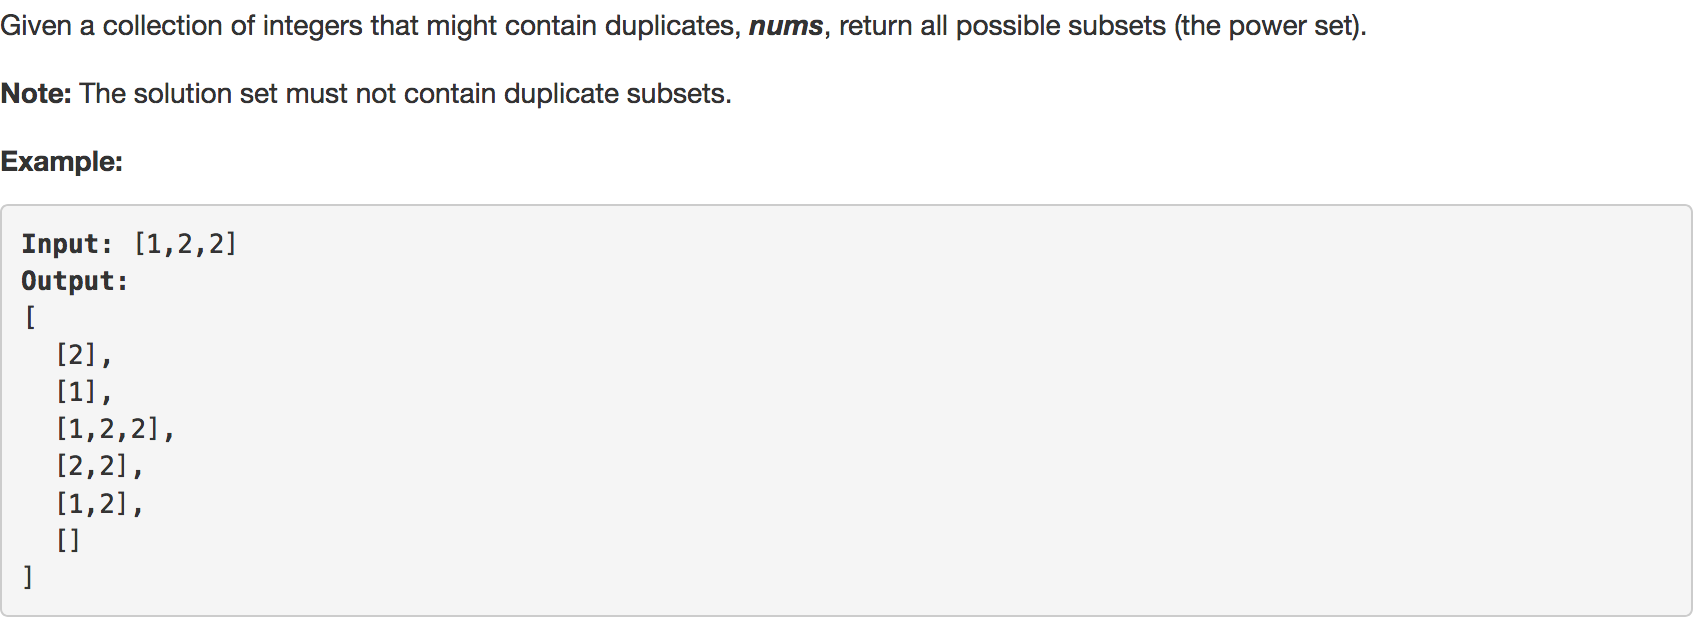 Given a collection of integers that might contain duplicates, nums, return all possible subsets (the power set).
Note: The solution set must not contain duplicate subsets.
Example:
Input: [1,2,2]
Output:
[
  [2],
  [1],
  [1,2,2],
  [2,2],
  [1,2],
  []
]